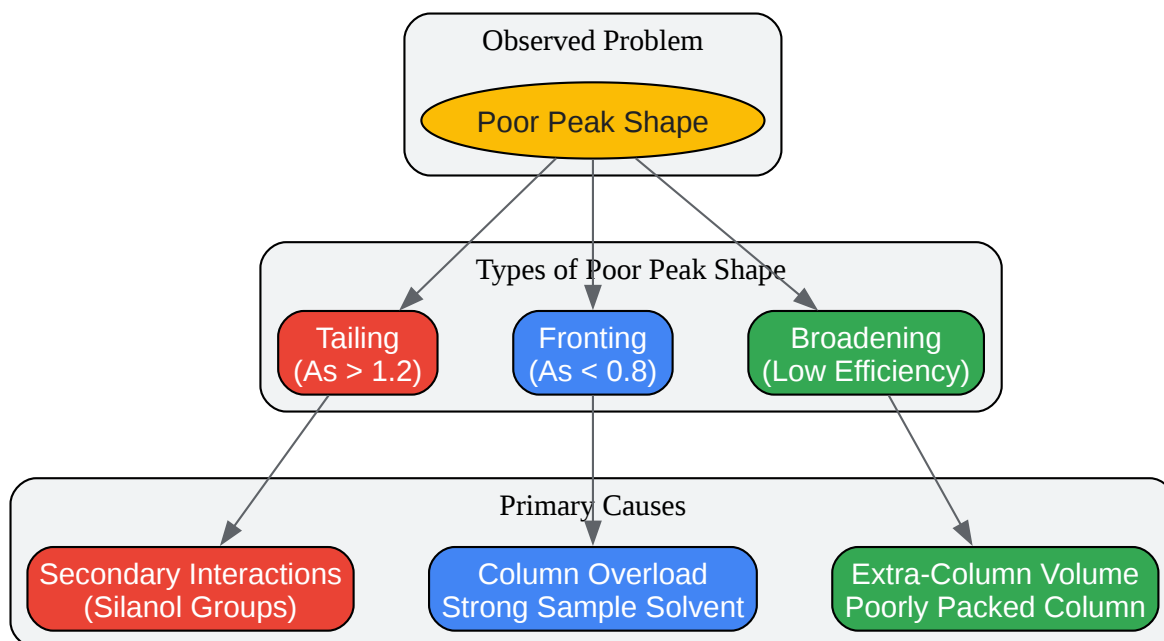 Observed Problem
Poor Peak Shape
Types of Poor Peak Shape
Tailing
(As > 1.2)
Fronting
(As < 0.8)
Broadening
(Low Efficiency)
Primary Causes
Secondary Interactions
(Silanol Groups)
Column Overload
Strong Sample Solvent
Extra-Column Volume
Poorly Packed Column